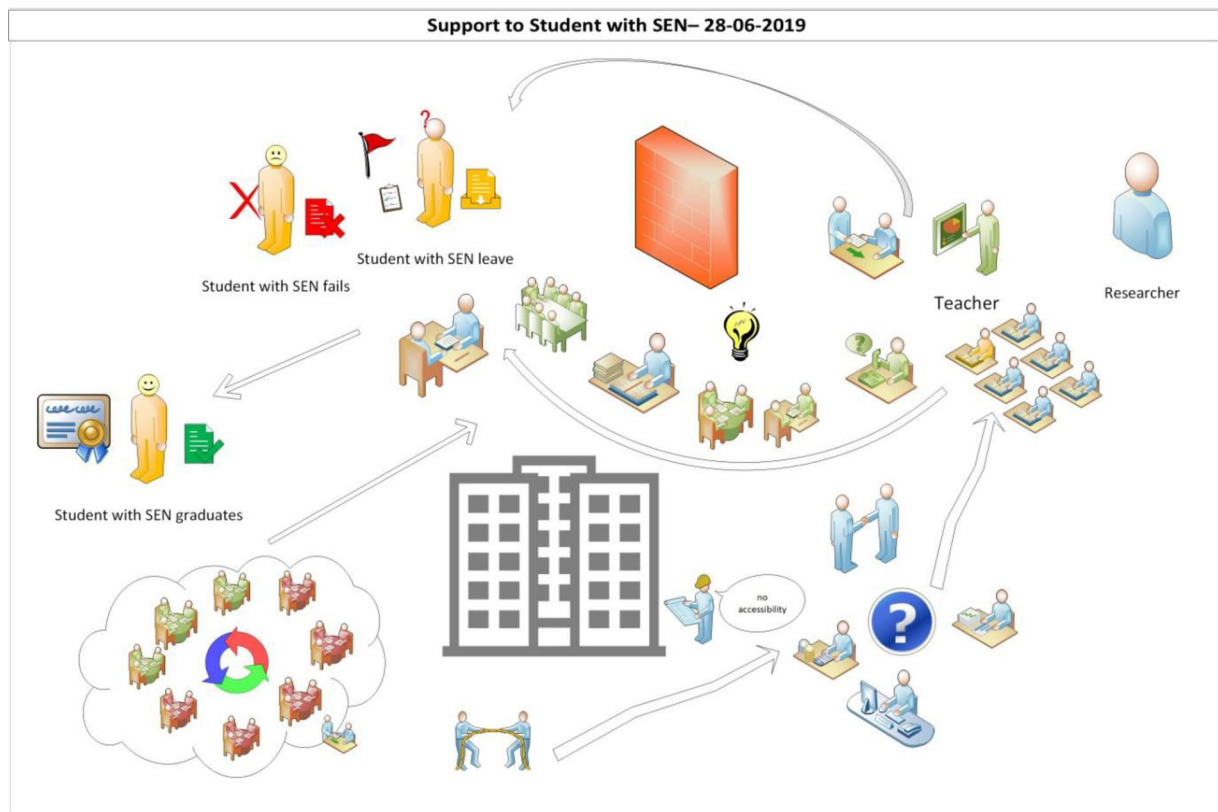 Support to Student with SEN– 28-06-2019
?
Student with SEN leave
Student with SEN fails
Teacher
Researcher
?
Student with SEN graduates
no
accessibility
?